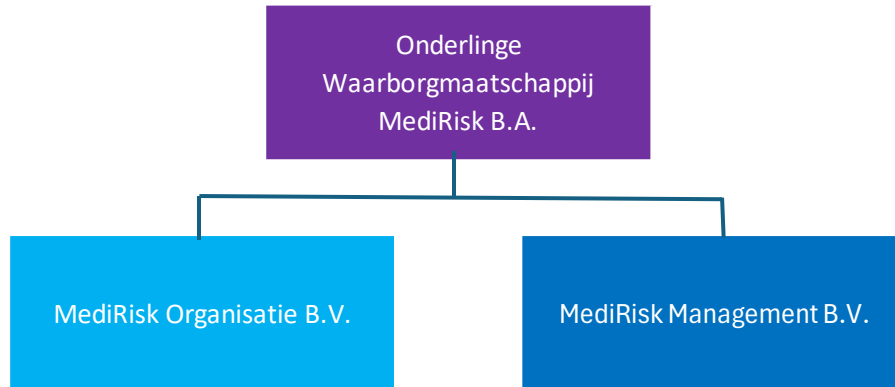 Onderlinge
Waarborgmaatschappij
MediRisk B.A.
MediRisk Organisatie B.V.
MediRisk Management B.V.